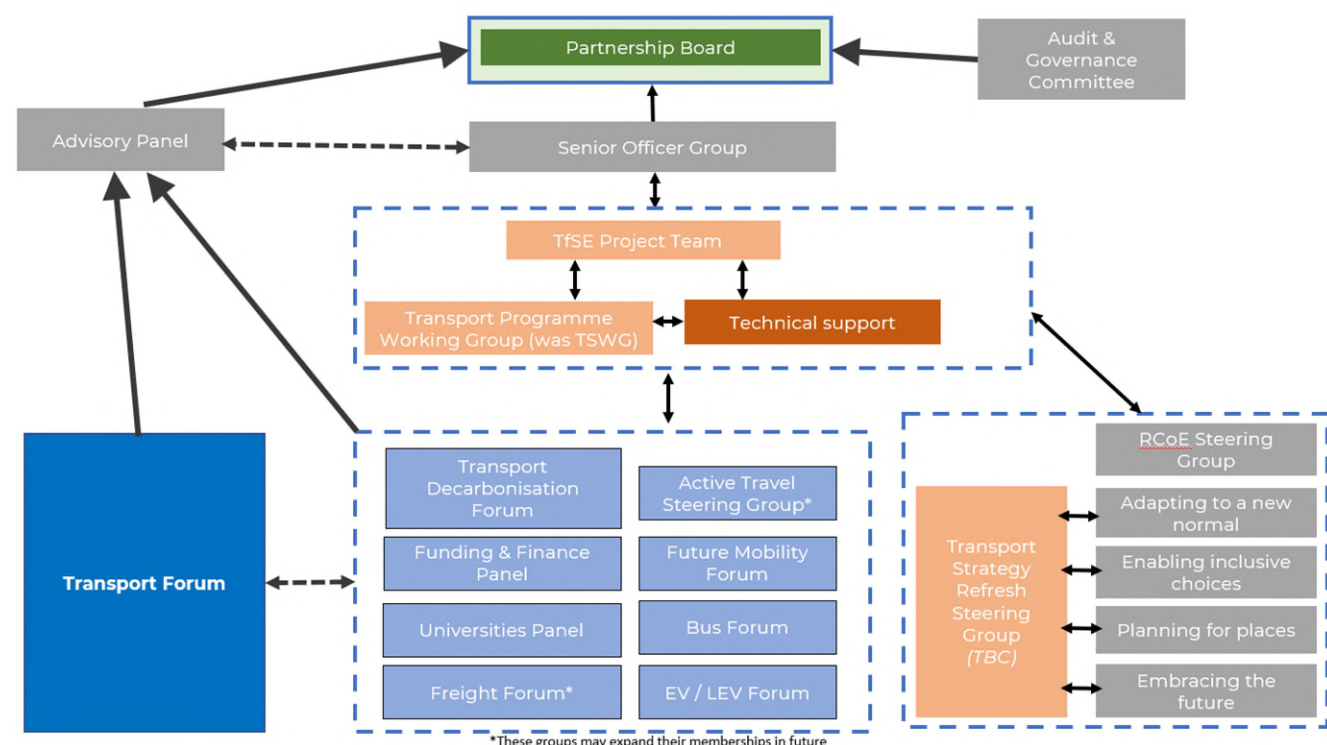 Partnership Board
Audit &
Governance
Committee
Advisory Panel
Senior Officer Group
TfSE Project Team
Transport Programme
Working Group (was TSWG)
Technical support
Transport Forum
Transport
Decarbonisation
Forum
Active Travel
Steering Group*
Funding & Finance
Panel
Future Mobility
Forum
Universities Panel
Bus Forum
Freight Forum*
EV / LEV Forum
*These groups may expand their memberships in future
RCoE Steering
Group
Transport
Strategy
Refresh
Steering
Group
(TBC)
Adapting to a new
normal
Enabling inclusive
choices
Planning for places
Embracing the
future